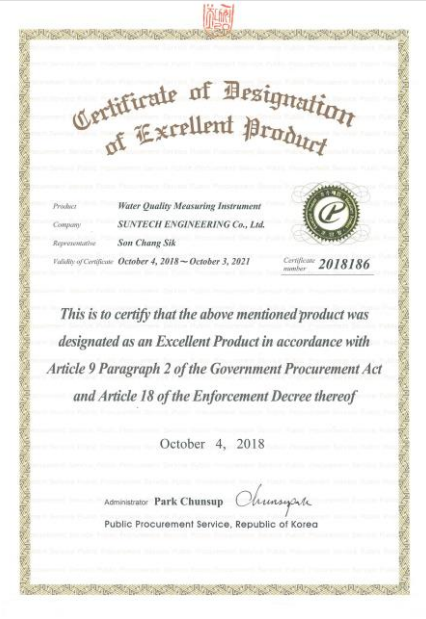 Certificate of Designation
of Excellent Product
Product Water Quality Measuring Instrument
Company SUNTECH ENGINEERING Co., Ltd.
Representative Son Chang Sik
Validity of Certificate October 4, 2018 ~ October 3, 2021
Certificate number 2018186
This is to certify that the above mentioned product was
designated as an Excellent Product in accordance with
Article 9 Paragraph 2 of the Government Procurement Act
and Article 18 of the Enforcement Decree thereof
October 4, 2018
Administrator Park Chunsup Chunsupark
Public Procurement Service, Republic of Korea